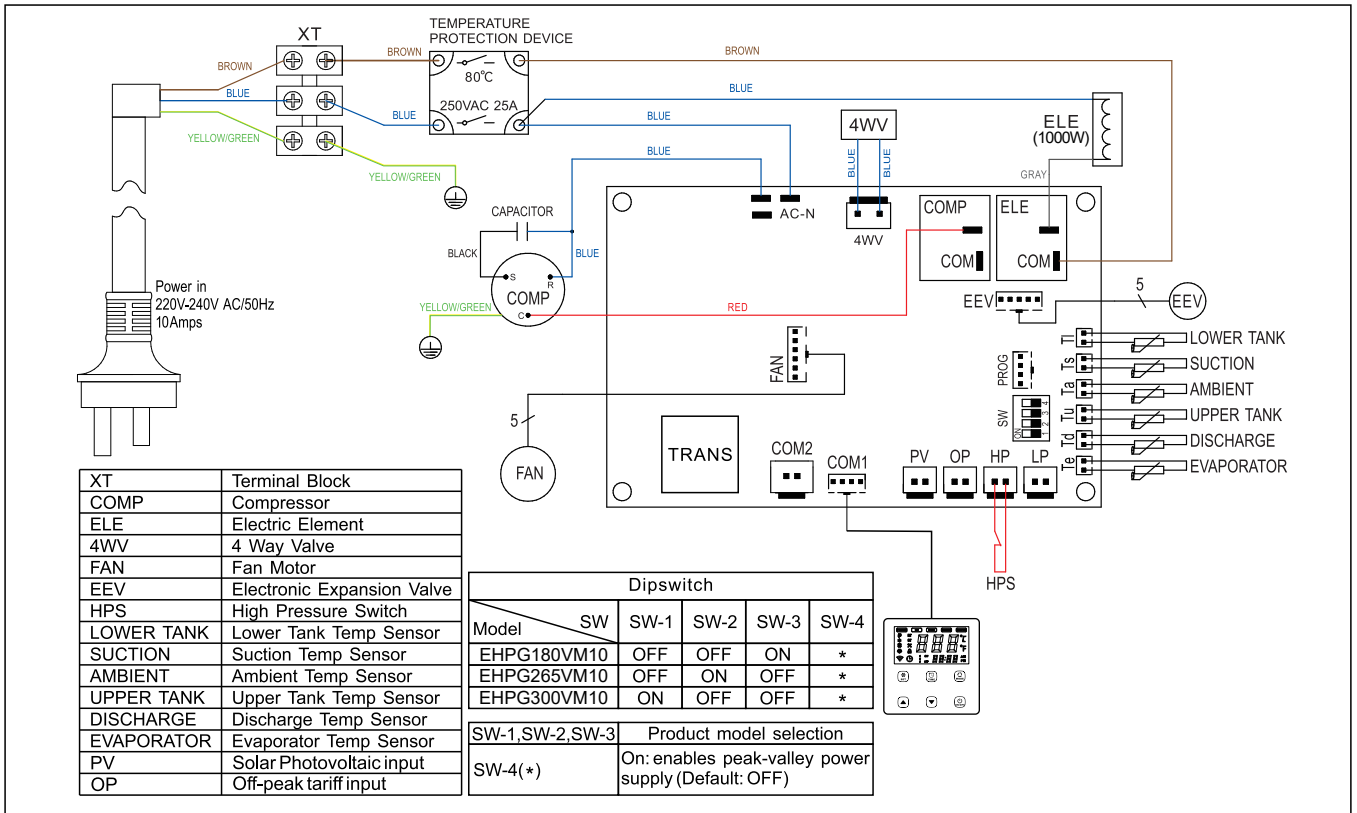 XT
TEMPERATURE
PROTECTION DEVICE
BROWN
BROWN
BROWN
80℃
250VAC 25A
BLUE
BLUE
BLUE
BLUE
BLUE
YELLOW/GREEN
YELLOW/GREEN
4WV
BLUE
BLUE
ELE
(1000W)
GRAY
CAPACITOR
BLACK
BLUE
AC-N
4WV
COMP
COM
ELE
COM
S
R
COMP
C
YELLOW/GREEN
RED
EEV
5
EEV
Power in
220V-240V AC/50Hz
10Amps
FAN
PROG
SW
ON
1 2 3 4
Tl
LOWER TANK
Ts
SUCTION
Ta
AMBIENT
Tu
UPPER TANK
Td
DISCHARGE
Te
EVAPORATOR
5
FAN
TRANS
COM2
COM1
PV
OP
HP
LP
HPS
XT Terminal Block
COMP Compressor
ELE Electric Element
4WV 4 Way Valve
FAN Fan Motor
EEV Electronic Expansion Valve
HPS High Pressure Switch
LOWER TANK Lower Tank Temp Sensor
SUCTION Suction Temp Sensor
AMBIENT Ambient Temp Sensor
UPPER TANK Upper Tank Temp Sensor
DISCHARGE Discharge Temp Sensor
EVAPORATOR Evaporator Temp Sensor
PV Solar Photovoltaic input
OP Off-peak tariff input
Dipswitch
Model SW SW-1 SW-2 SW-3 SW-4
EHPG180VM10 OFF OFF ON *
EHPG265VM10 OFF ON OFF *
EHPG300VM10 ON OFF OFF *
SW-1,SW-2,SW-3 Product model selection
SW-4(*) On: enables peak-valley power
supply (Default: OFF)
888
℃
℉
88:88